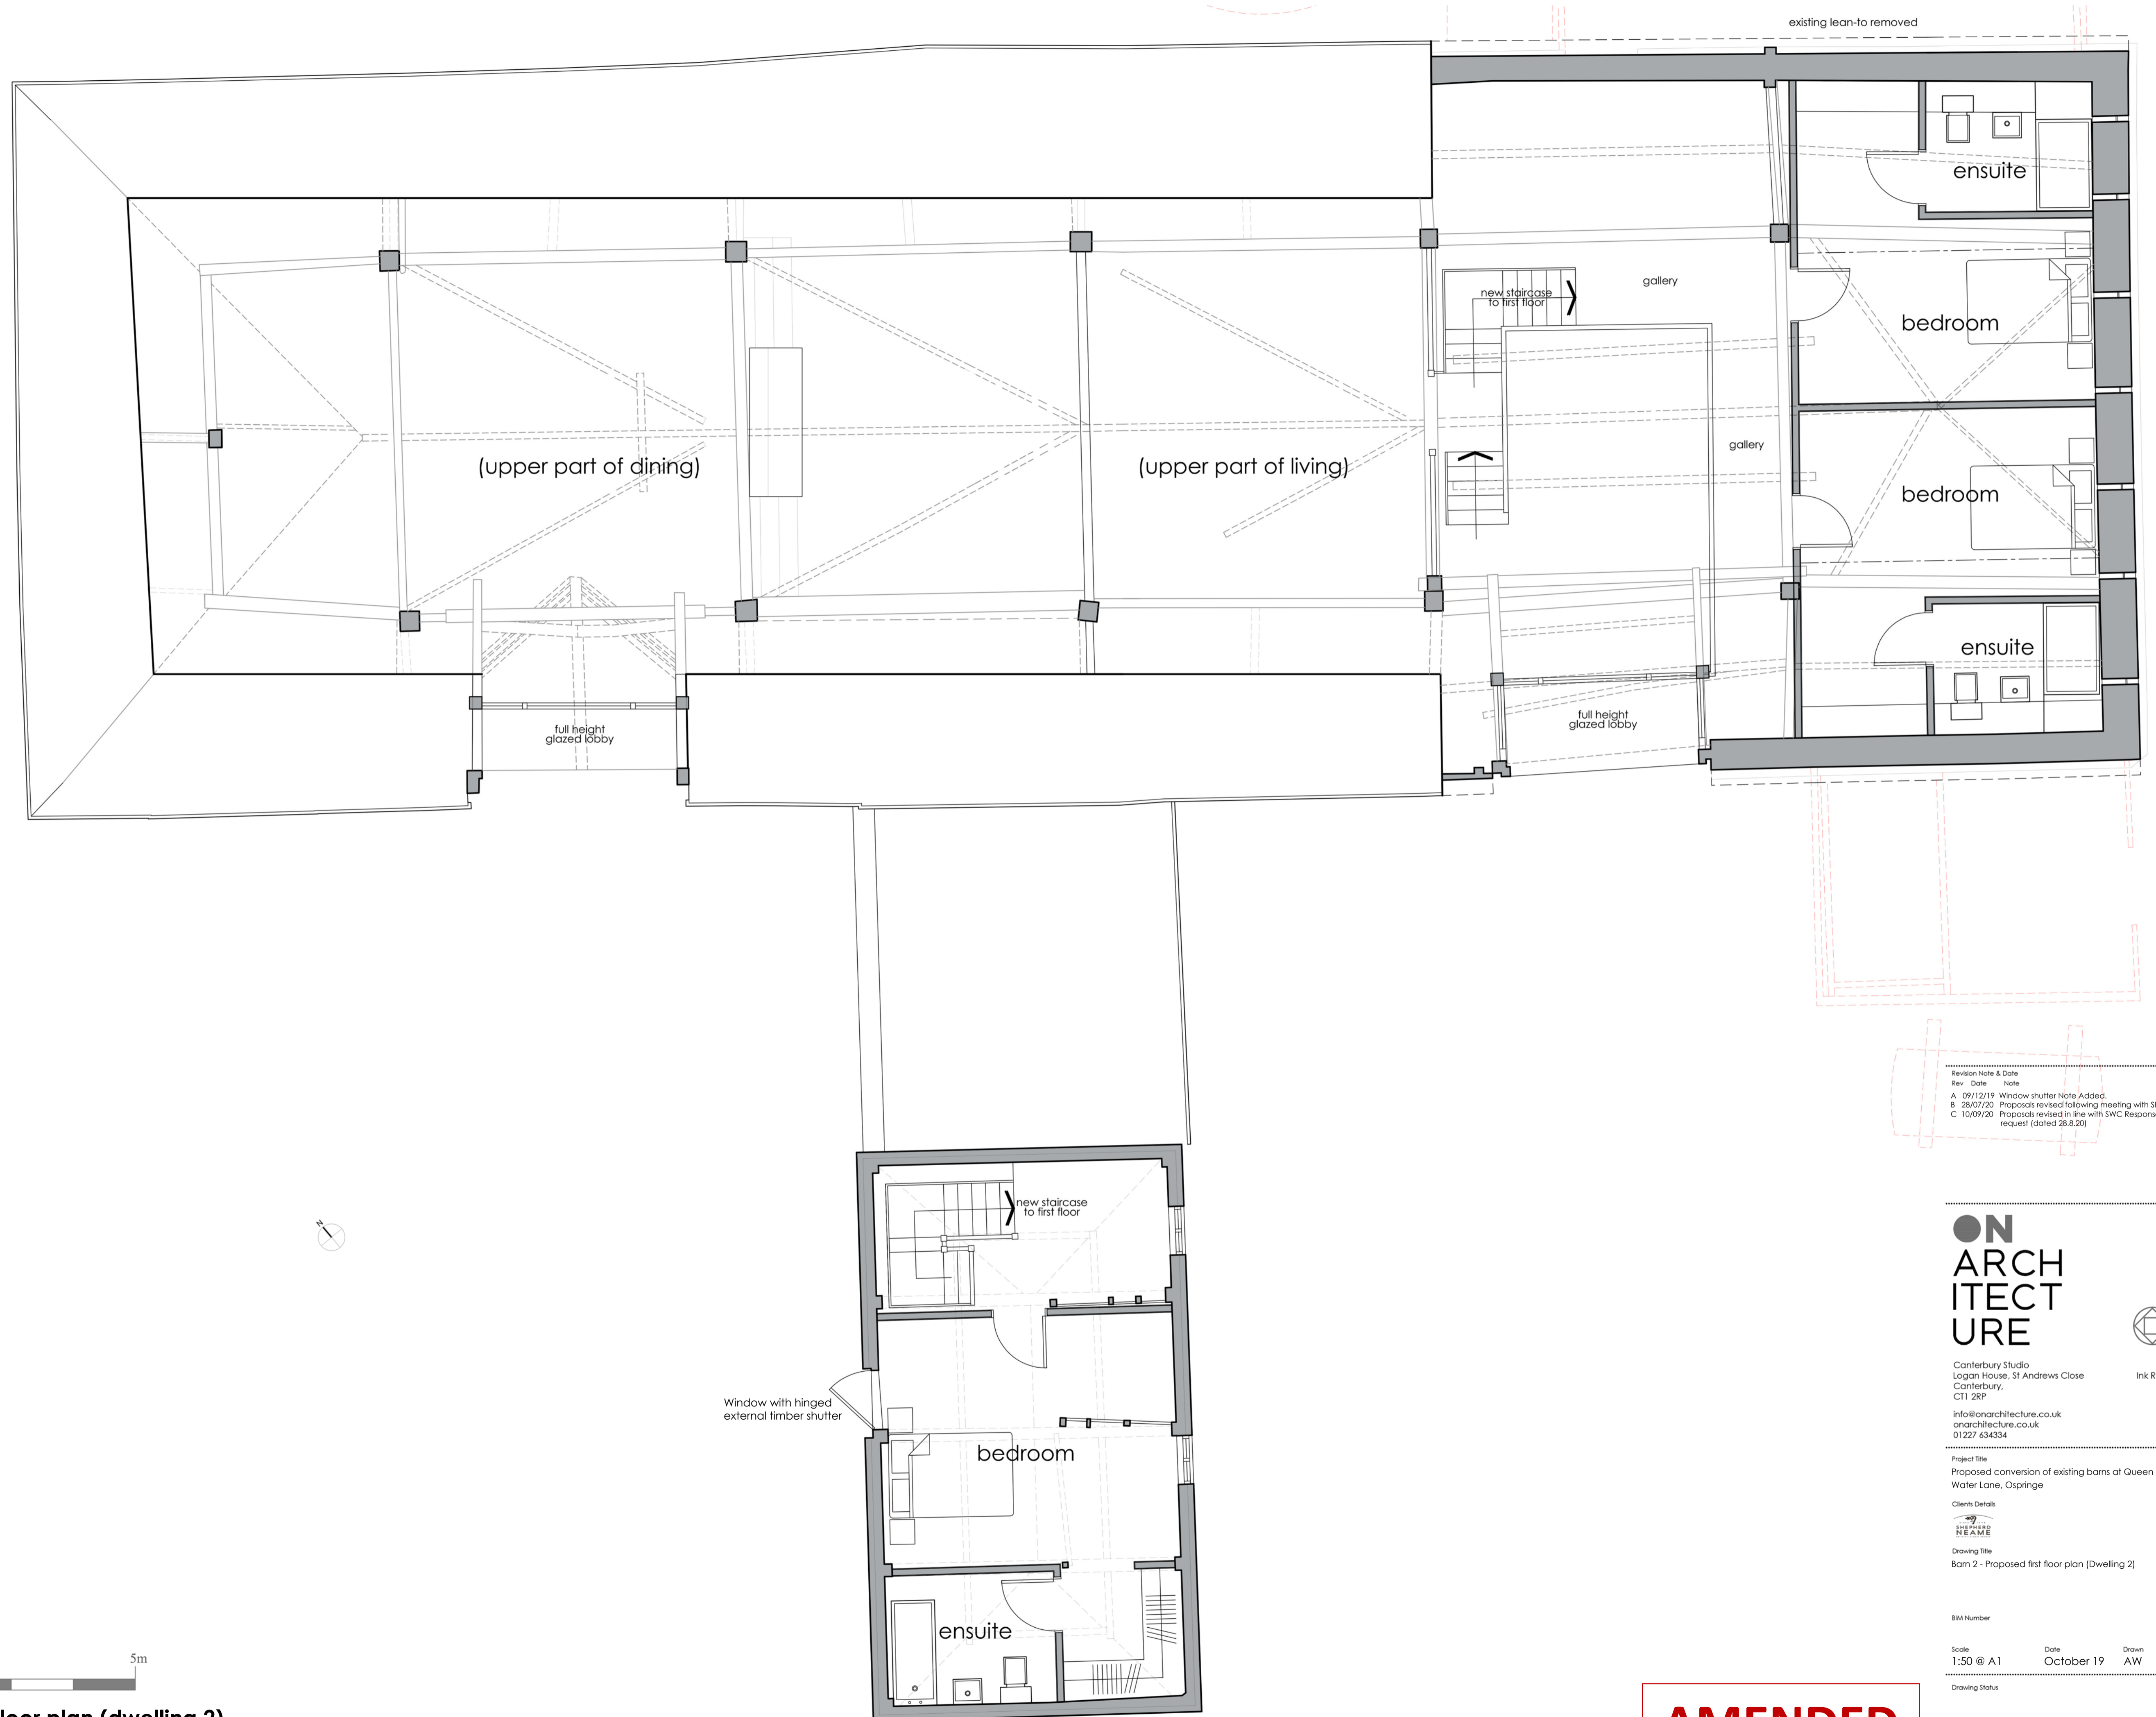 existing lean-to removed
ensuite
new staircase
to first floor
gallery
bedroom
gallery
(upper part of dining)
(upper part of living)
bedroom
ensuite
full height
glazed lobby
full height
glazed lobby
Revision Note & Date
Rev Date Note
A 09/12/19 Window shutter Note Added.
B 28/07/20 Proposals revised following meeting with
C 10/09/20 Proposals revised in line with SWC
request (dated 28.8.20)
new staircase
to first floor
N
ON
ARCH
ITECT
URE
Canterbury Studio
Logan House, St Andrews Close
Canterbury,
CT1 2RP
Ink
info@onarchitecture.co.uk
onarchitecture.co.uk
01227 634334
Window with hinged
external timber shutter
bedroom
Project Title
Proposed conversion of existing barns at Queen
Water Lane, Ospringe
Clients Details
SHEPHERD
NEAME
Drawing Title
Barn 2 - Proposed first floor plan (Dwelling 2)
ensuite
BIM Number
Scale Date Drawn
1:50 @ A1 October 19 AW
Drawing Status
5m
plan (dwelling 2)
AMENDED